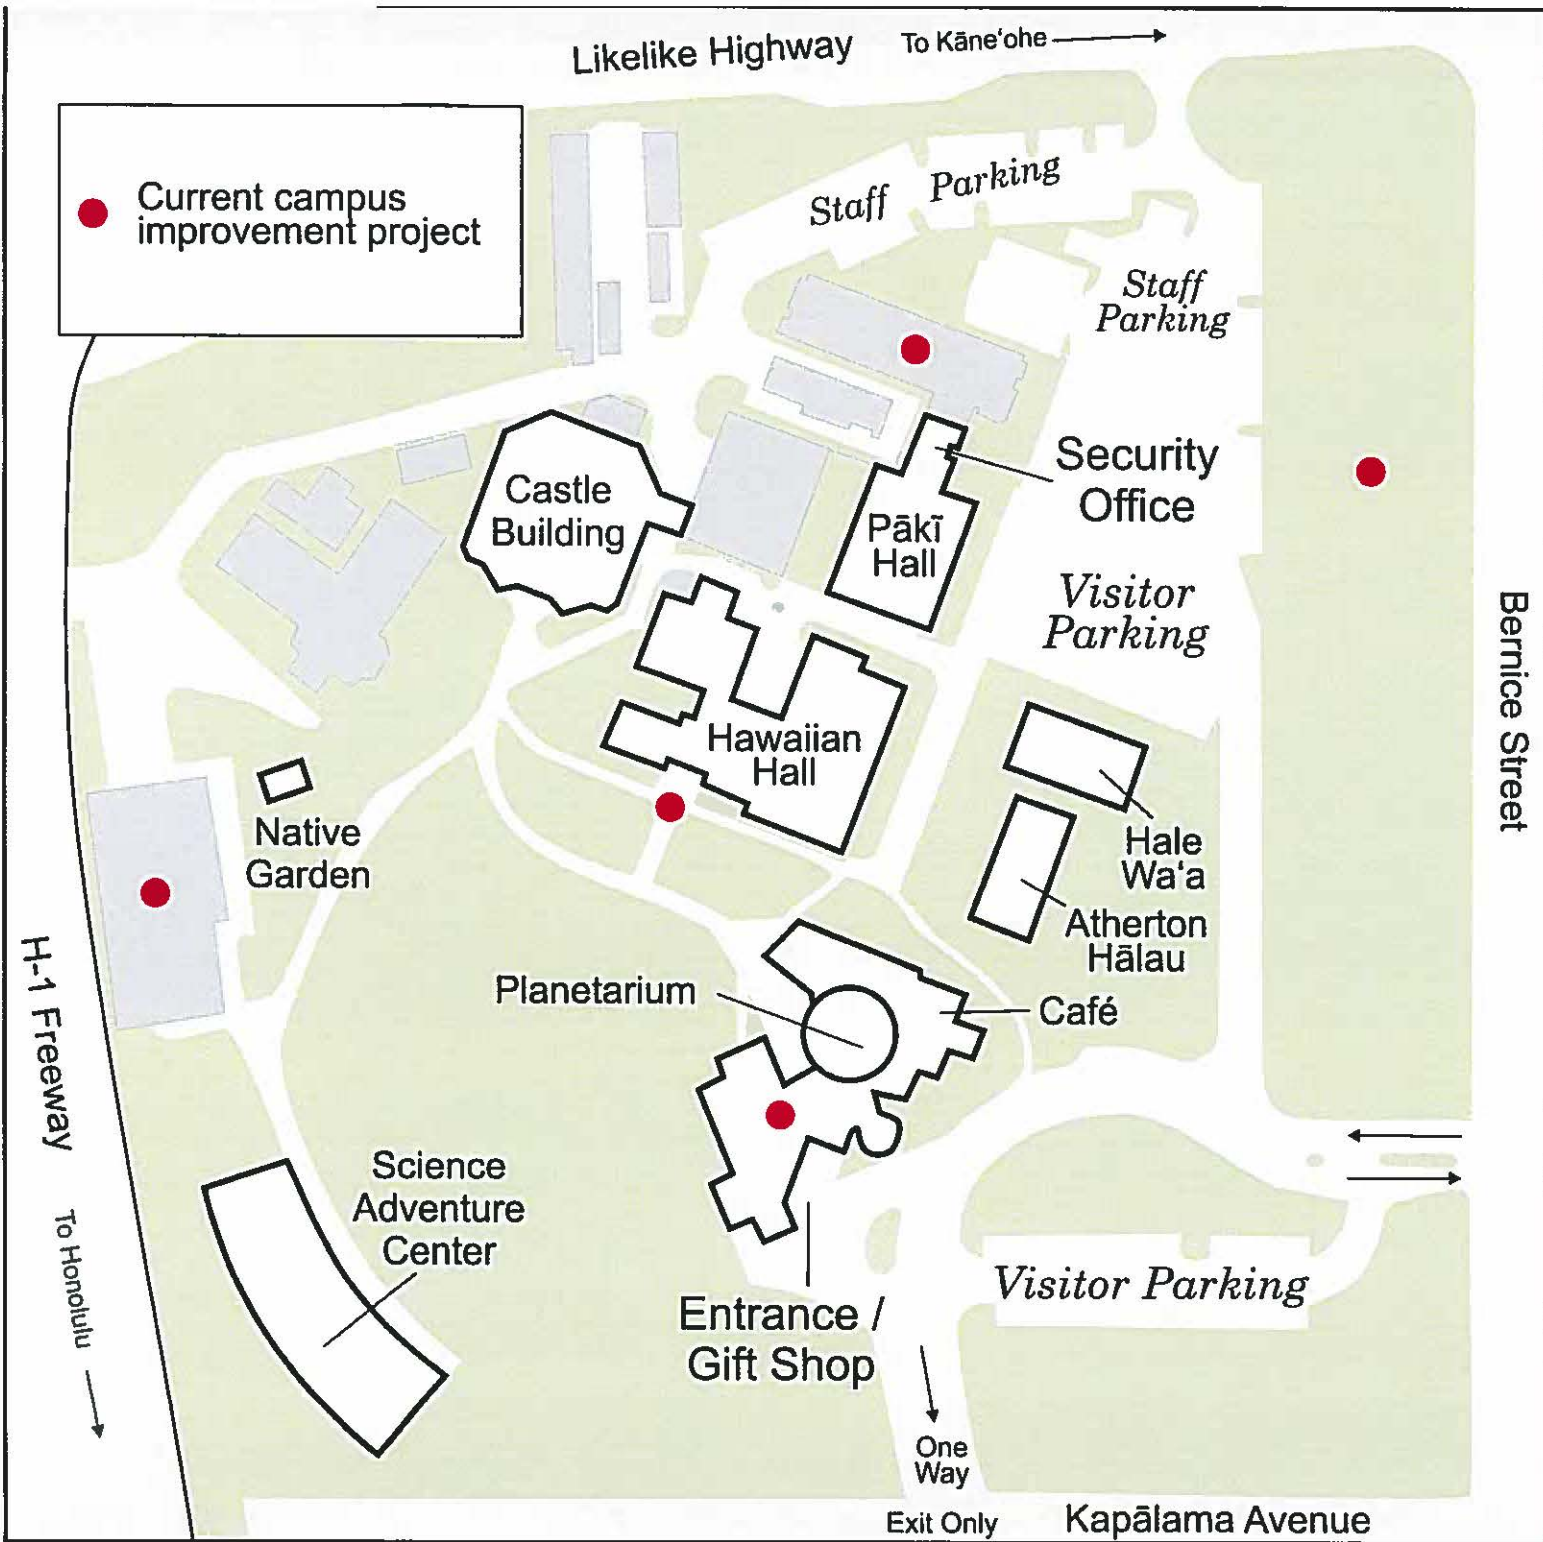 Likelike Highway
To Kāne‘ohe
Current campus
improvement project
Staff Parking
Staff
Parking
Castle
Building
Security
Office
Pākī
Hall
Visitor
Parking
Bernice Street
Hawaiian
Hall
Hale
Wa‘a
Native
Garden
Atherton
Hālau
Planetarium
Café
H-1 Freeway
To Honolulu
Science
Adventure
Center
Entrance /
Gift Shop
Visitor Parking
One
Way
Exit Only
Kapālama Avenue